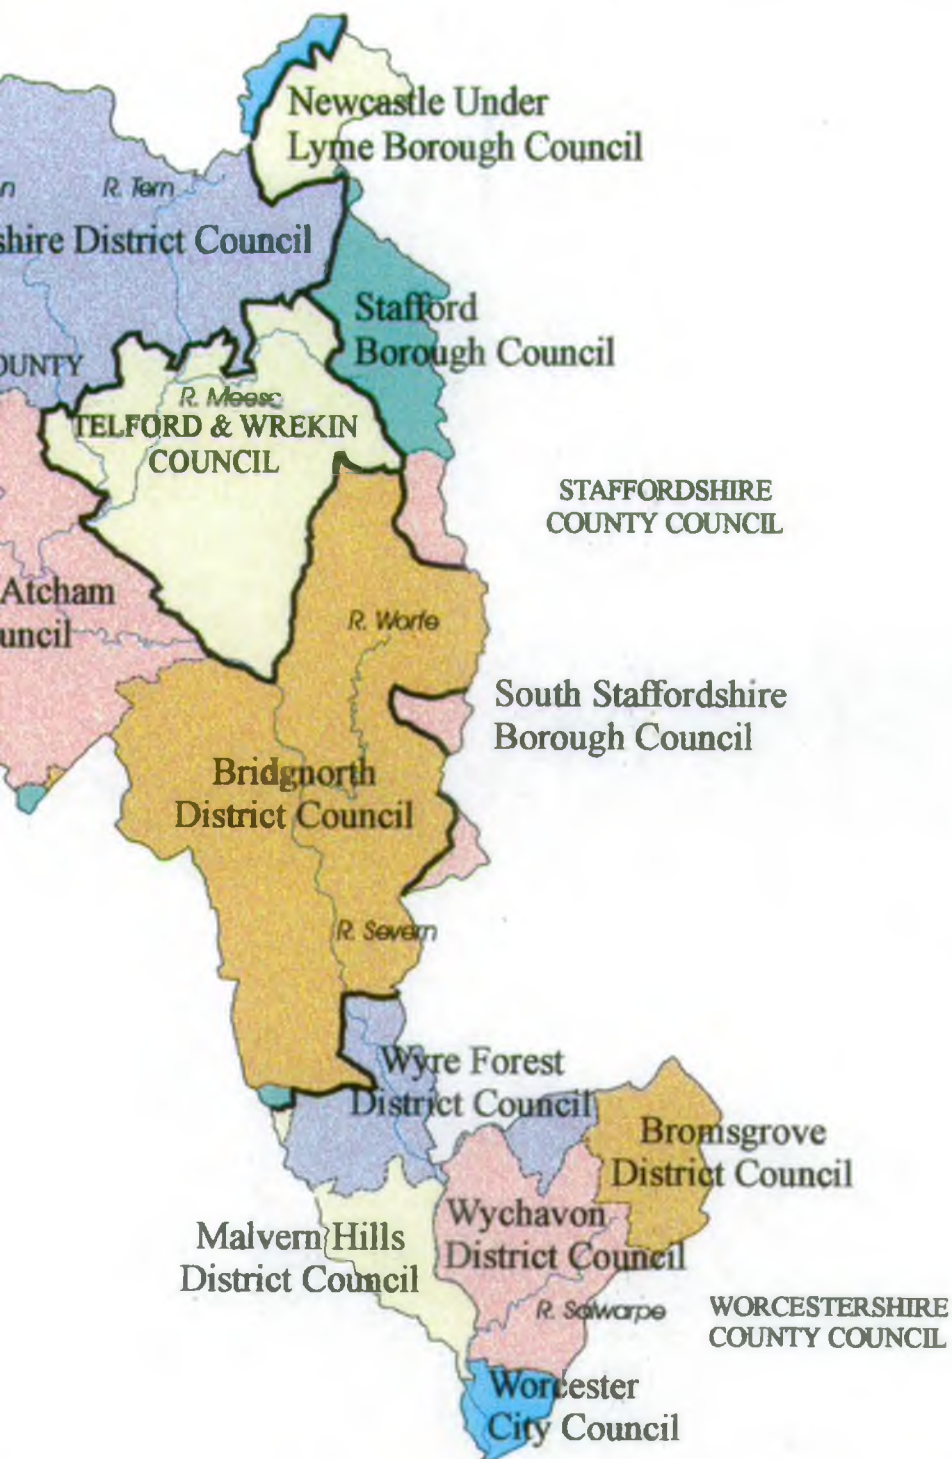 Newcastle Under
Lyme Borough Council
n
R. Tern
shire District Council
Stafford
Borough Council
OUNTY
R. Meese
TELFORD & WREKIN
COUNCIL
STAFFORDSHIRE
COUNTY COUNCIL
Atcham
uncil
R. Worfe
South Staffordshire
Borough Council
Bridgnorth
District Council
R. Severn
Wyre Forest
District Council
Bromsgrove
District Council
Wychavon
District Council
Malvern Hills
District Council
R. Salwarpe
WORCESTERSHIRE
COUNTY COUNCIL
Worcester
City Council